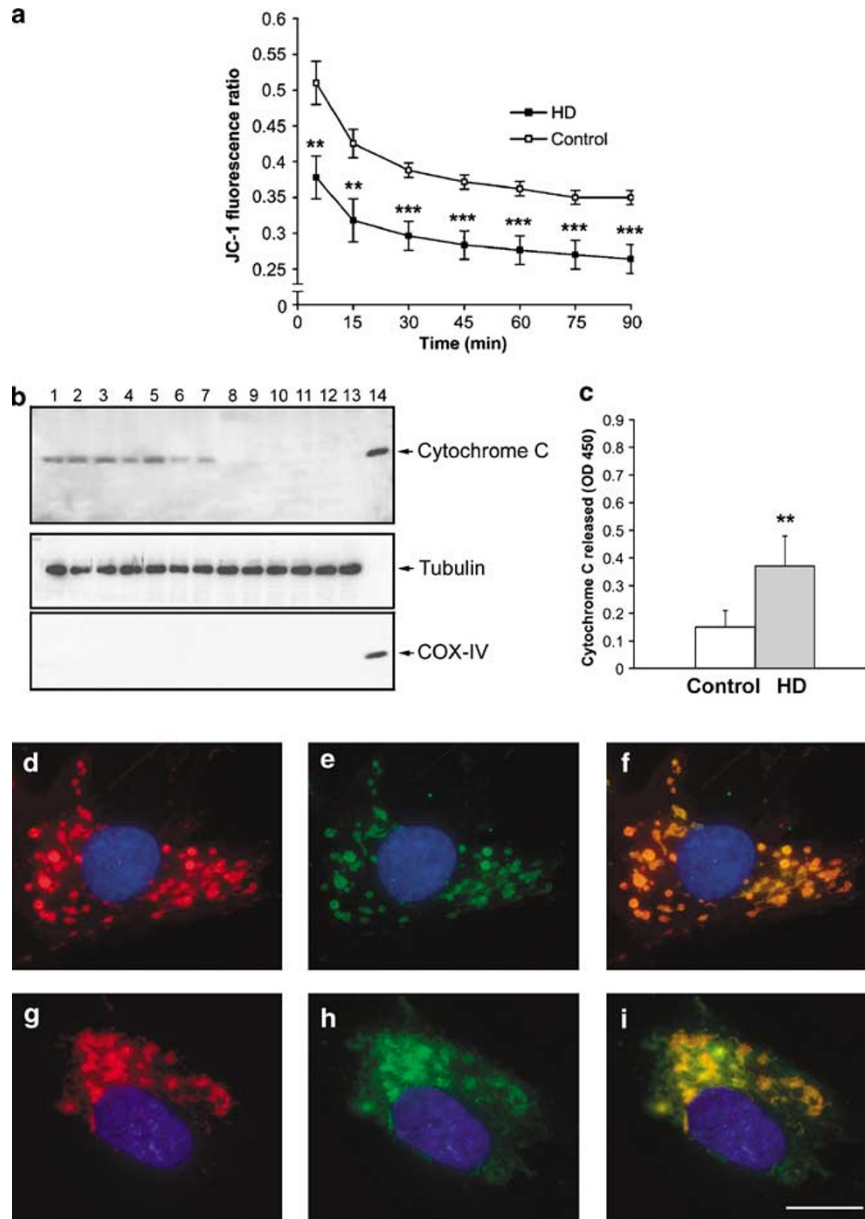 a
0.6
0.55
0.5
0.45
0.4
0.35
0.3
0.25
0
JC-1 fluorescence ratio
HD
Control
** ** *** *** *** *** ***
0 15 30 45 60 75 90
Time (min)
b
1 2 3 4 5 6 7 8 9 10 11 12 13 14
Cytochrome C
Tubulin
COX-IV
c
0.9
0.8
0.7
0.6
0.5
0.4
0.3
0.2
0.1
0
Cytochrome C released (OD 450)
**
Control HD
d e f
g h i